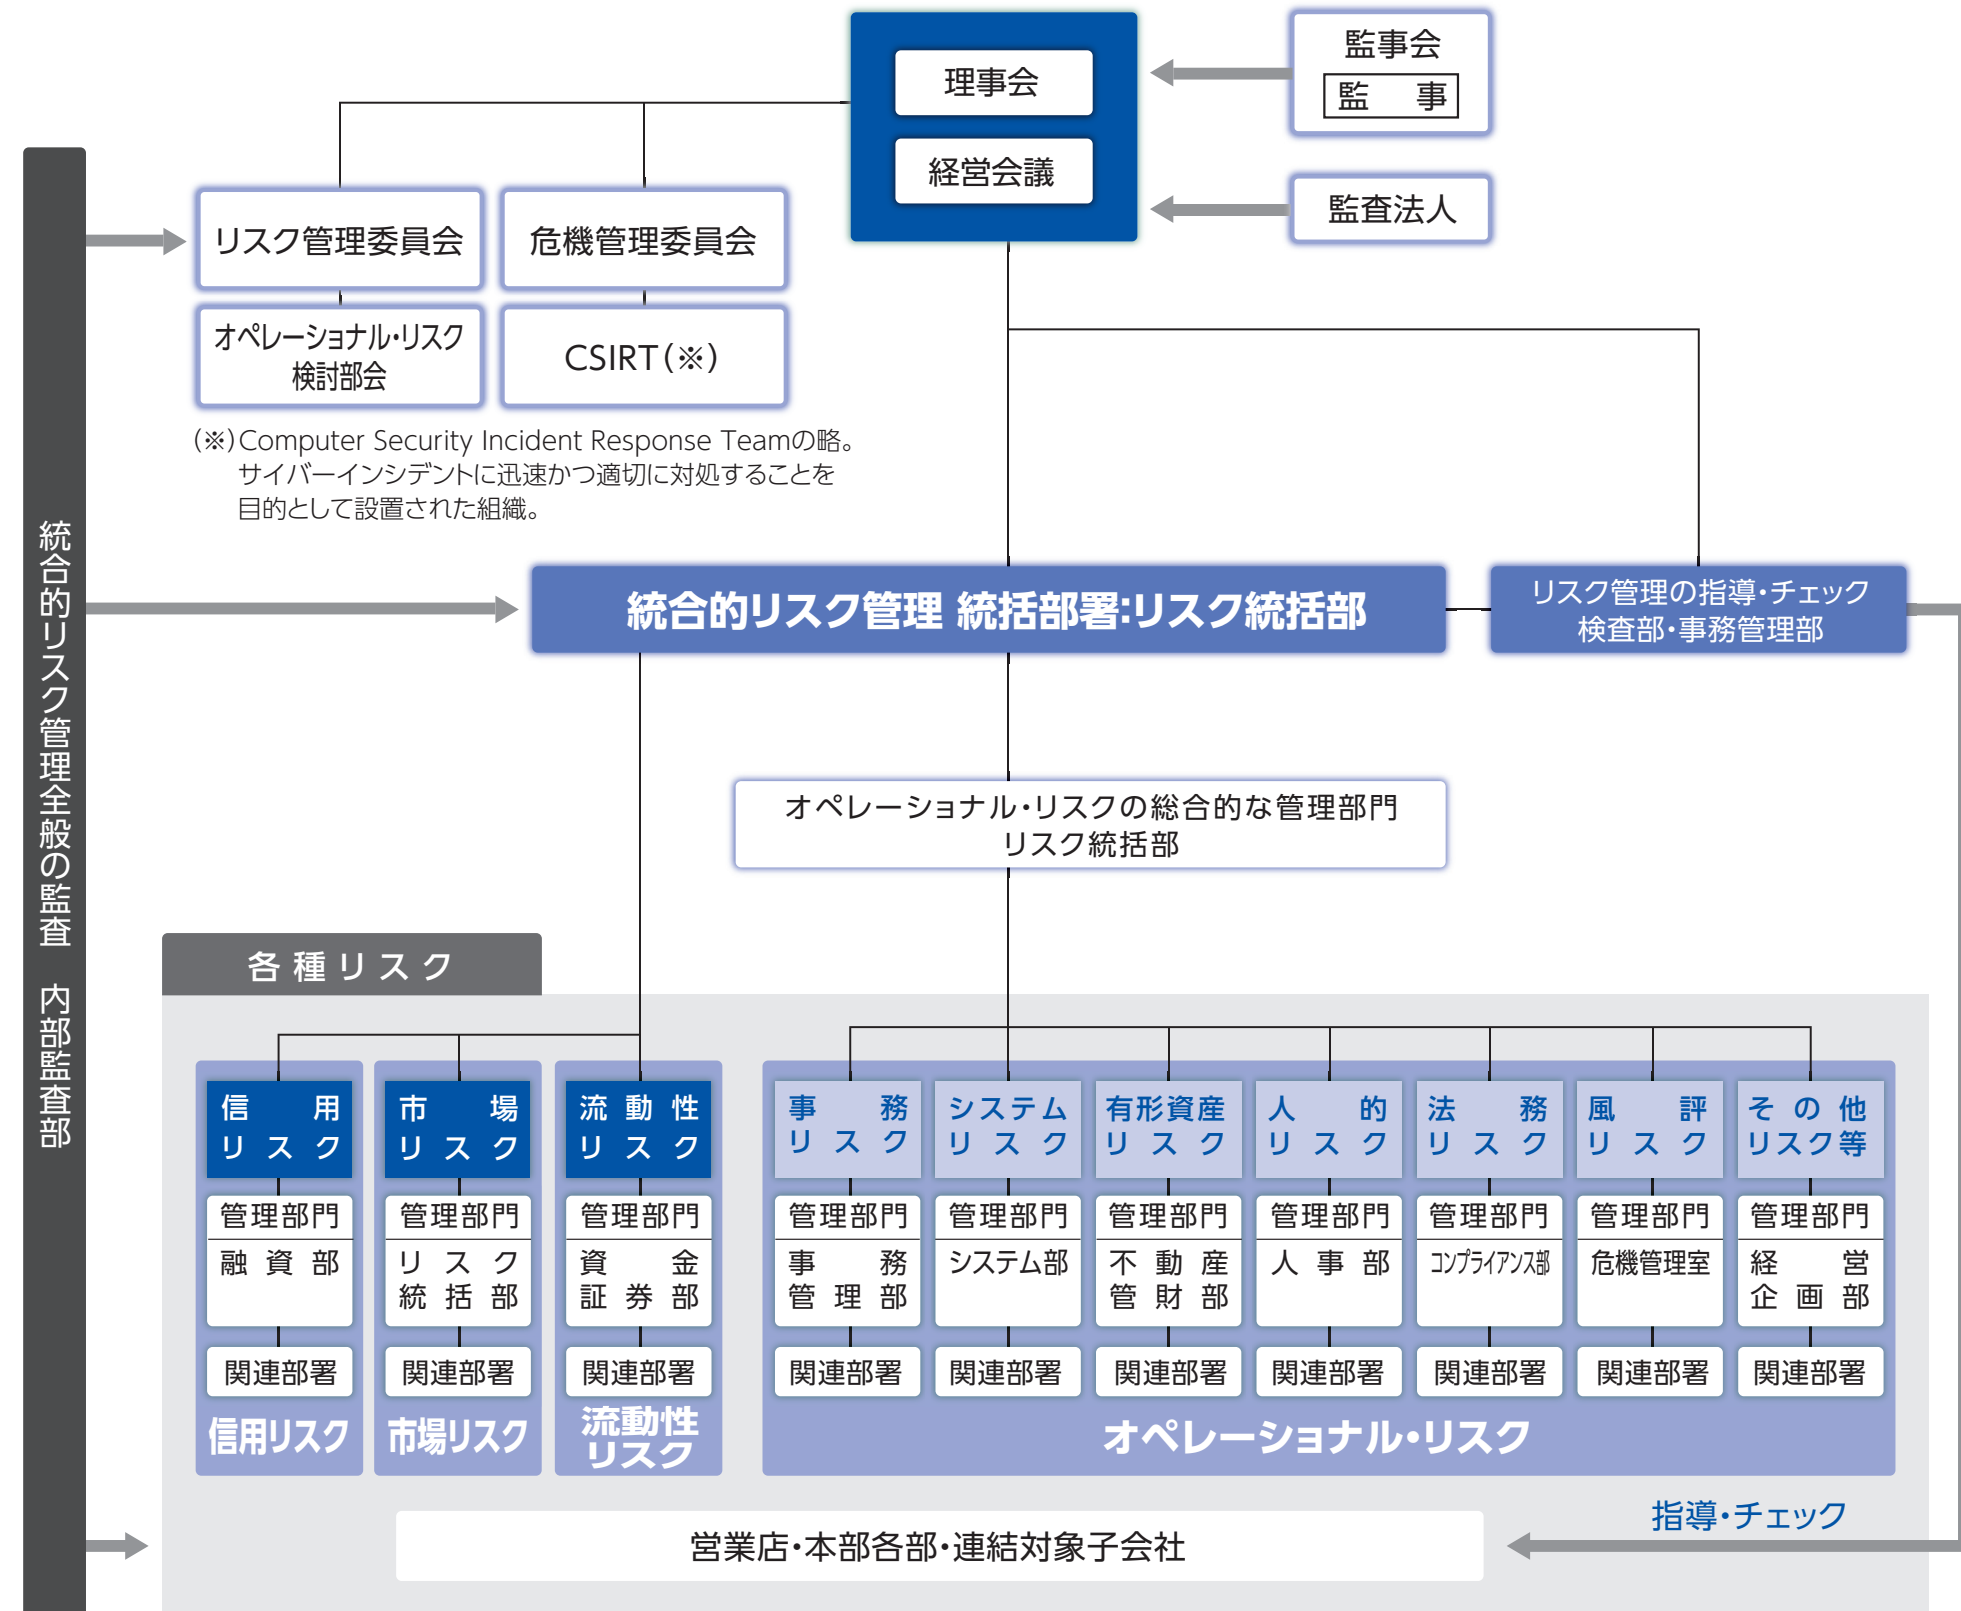 理事会
経営会議
監事会
監 事
監査法人
リスク管理委員会
危機管理委員会
オペレーショナル・リスク
検討部会
CSIRT(※)
(※)Computer Security Incident Response Teamの略。
サイバーインシデントに迅速かつ適切に対処することを
目的として設置された組織。
統合的リスク管理全般の監査 内部監査部
統合的リスク管理 統括部署:リスク統括部
リスク管理の指導・チェック
検査部・事務管理部
オペレーショナル・リスクの総合的な管理部門
リスク統括部
各種リスク
信用
リスク
管理部門
融資部
関連部署
信用リスク
市場
リスク
管理部門
リスク
統括部
関連部署
市場リスク
流動性
リスク
管理部門
資金
証券部
関連部署
流動性
リスク
事務
リスク
管理部門
事務
管理部
関連部署
システム
リスク
管理部門
システム部
関連部署
有形資産
リスク
管理部門
不動産
管財部
関連部署
人的
リスク
管理部門
人事部
関連部署
法務
リスク
管理部門
コンプライアンス部
関連部署
風評
リスク
管理部門
危機管理室
関連部署
その他
リスク等
管理部門
経営
企画部
関連部署
オペレーショナル・リスク
指導・チェック
営業店・本部各部・連結対象子会社